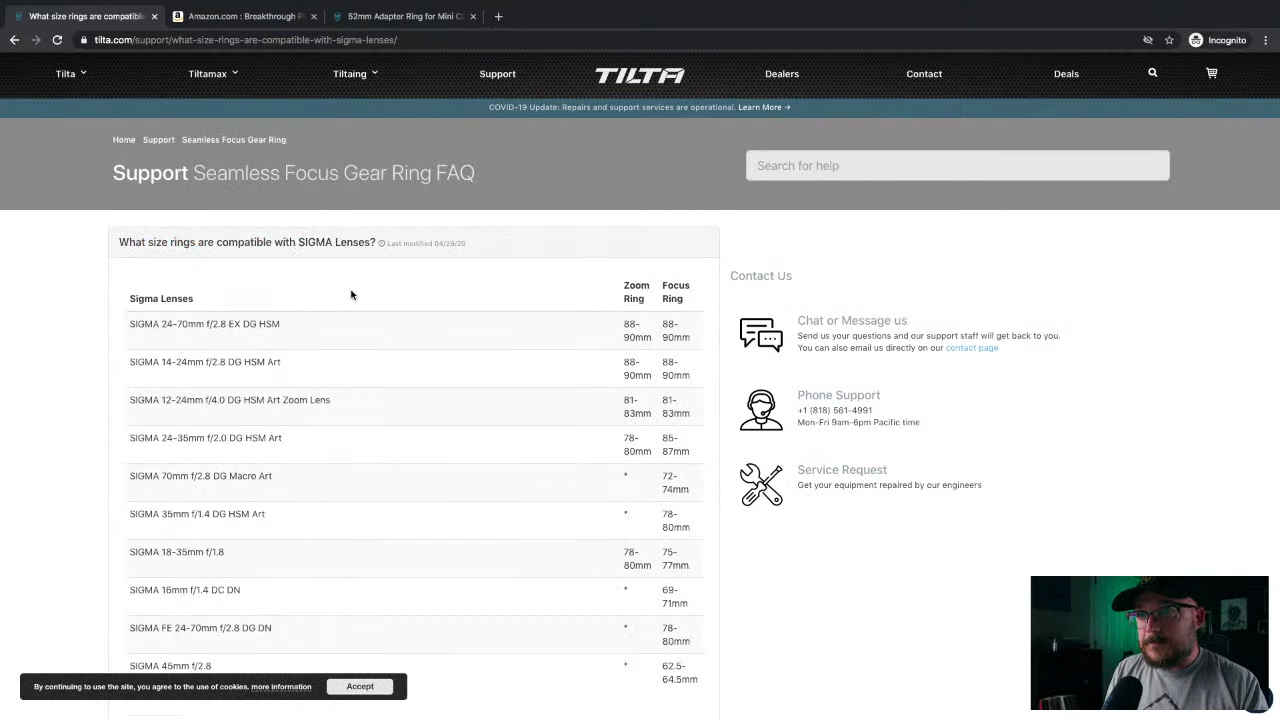 What size rings are compatible
Amazon.com : Breakthrough P
52mm Adapter Ring for Mini C
tilta.com/support/what-size-rings-are-compatible-with-sigma-lenses/
Incognito
Tilta
Tiltamax
Tiltaing
Support
TILTA
Dealers
Contact
Deals
COVID-19 Update: Repairs and support services are operational. Learn More →
Home Support Seamless Focus Gear Ring
Support Seamless Focus Gear Ring FAQ
Search for help
What size rings are compatible with SIGMA Lenses? Last modified 04/29/20
Sigma Lenses
Zoom Ring
Focus Ring
SIGMA 24-70mm f/2.8 EX DG HSM 88-90mm 88-90mm
SIGMA 14-24mm f/2.8 DG HSM Art 88-90mm 88-90mm
SIGMA 12-24mm f/4.0 DG HSM Art Zoom Lens 81-83mm 81-83mm
SIGMA 24-35mm f/2.0 DG HSM Art 78-80mm 85-87mm
SIGMA 70mm f/2.8 DG Macro Art * 72-74mm
SIGMA 35mm f/1.4 DG HSM Art * 78-80mm
SIGMA 18-35mm f/1.8 78-80mm 75-77mm
SIGMA 16mm f/1.4 DC DN * 69-71mm
SIGMA FE 24-70mm f/2.8 DG DN * 78-80mm
SIGMA 45mm f/2.8 * 62.5-64.5mm
Contact Us
Chat or Message us
Send us your questions and our support staff will get back to you.
You can also email us directly on our contact page
Phone Support
+1 (818) 561-4991
Mon-Fri 9am-6pm Pacific time
Service Request
Get your equipment repaired by our engineers
By continuing to use the site, you agree to the use of cookies. more information
Accept